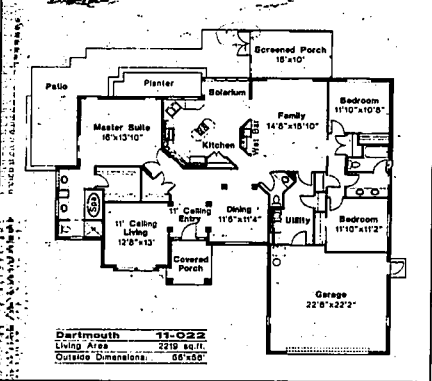 Screened Porch
16'x10'
Patio
Planter
Solarium
Bedroom
11'10"x10'8"
Family
14'8"x15'10"
Master Suite
16'x13'10"
Kitchen
Wet Bar
Spa
11' Ceiling
Living
12'8"x13'
11' Ceiling
Entry
Dining
11'6"x11'4"
Utility
Bedroom
11'10"x11'2"
Covered
Porch
Garage
22'8"x22'2"
Dartmouth 11-022
Living Area 2219 sq.ft.
Outside Dimensions: